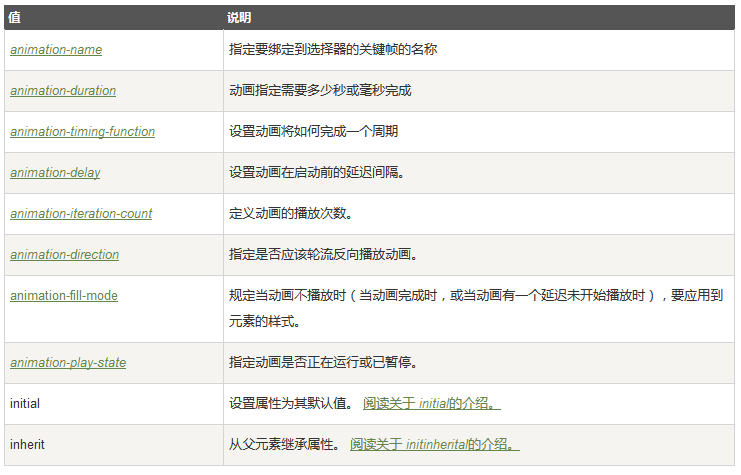 值 说明
animation-name 指定要绑定到选择器的关键帧的名称
animation-duration 动画指定需要多少秒或毫秒完成
animation-timing-function 设置动画将如何完成一个周期
animation-delay 设置动画在启动前的延迟间隔。
animation-iteration-count 定义动画的播放次数。
animation-direction 指定是否应该轮流反向播放动画。
animation-fill-mode 规定当动画不播放时（当动画完成时，或当动画有一个延迟未开始播放时），要应用到
元素的样式。
animation-play-state 指定动画是否正在运行或已暂停。
initial 设置属性为其默认值。 阅读关于 initial的介绍。
inherit 从父元素继承属性。 阅读关于 initinherital的介绍。